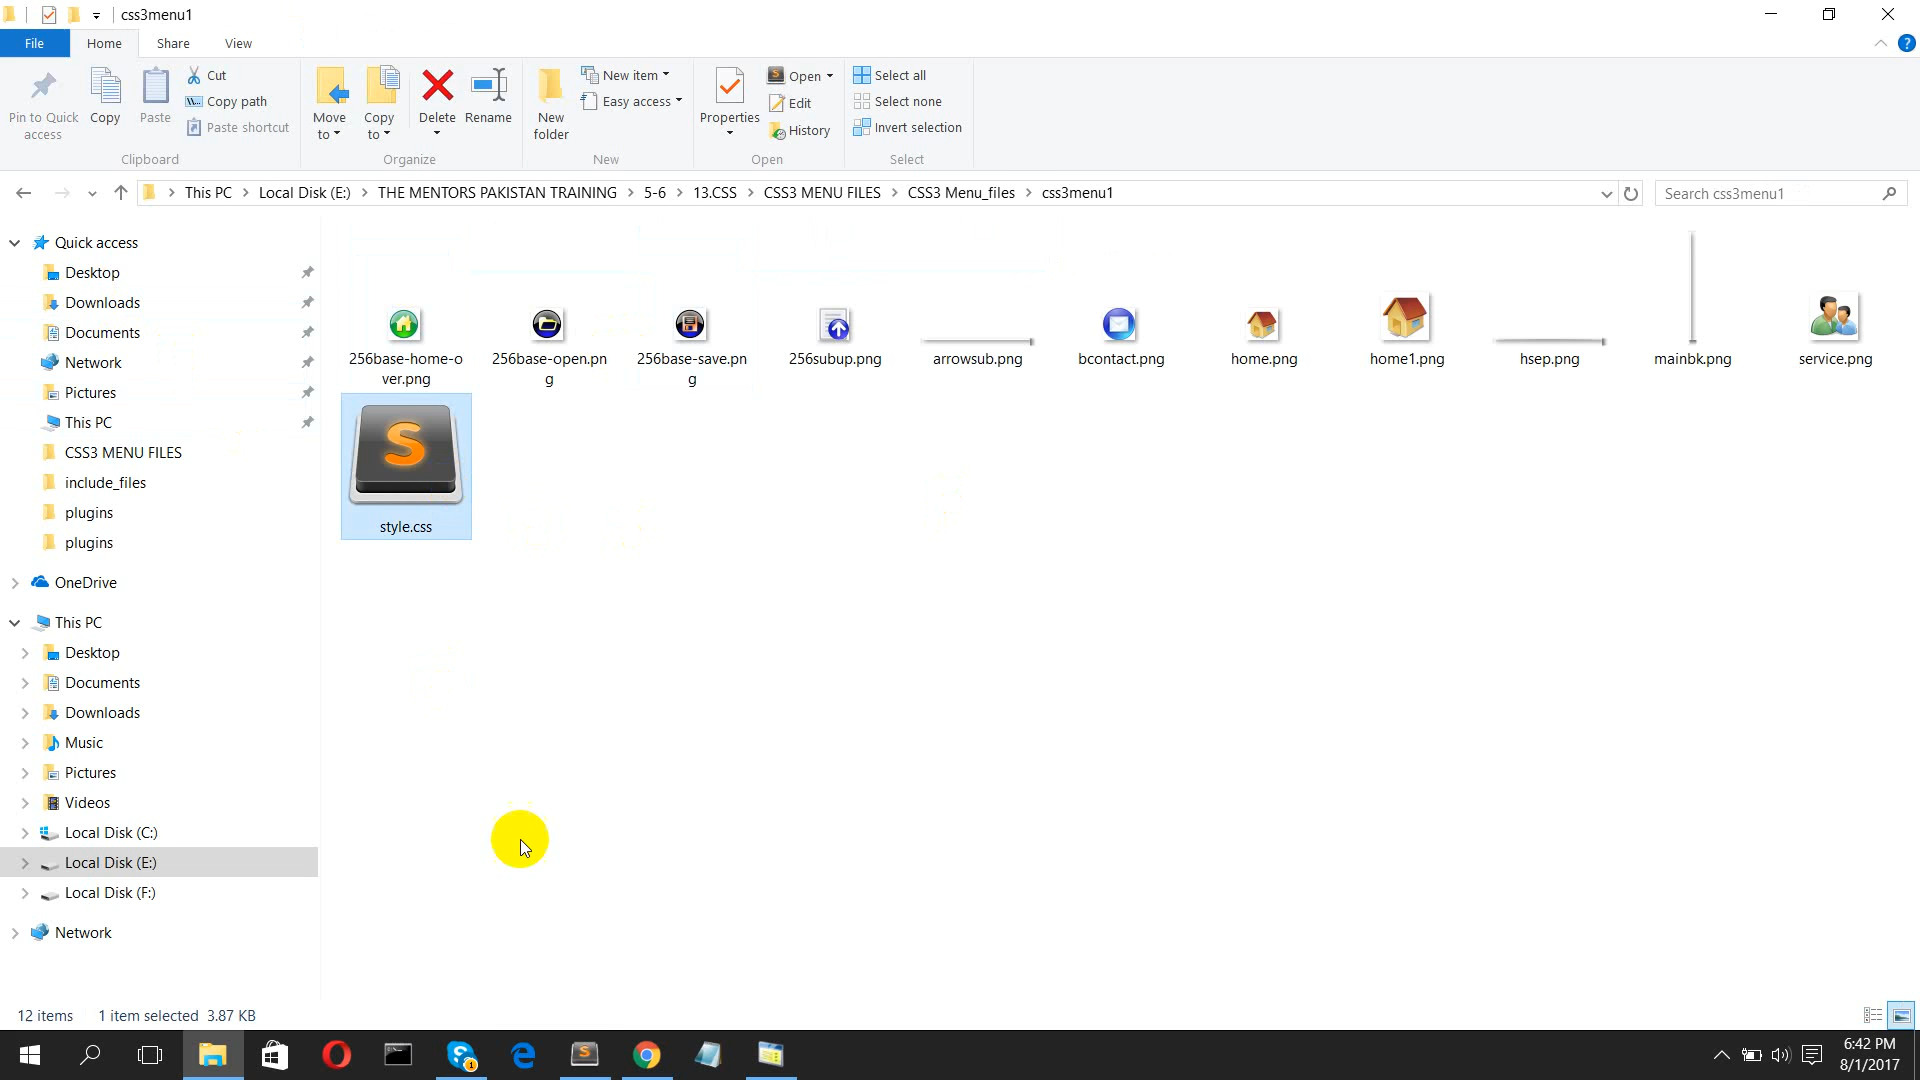 css3menu1
File Home Share View
Pin to Quick access
Copy
Paste
Cut
Copy path
Paste shortcut
Clipboard
Move to
Copy to
Delete
Rename
Organize
New folder
New item
Easy access
New
Properties
Open
Edit
History
Open
Select all
Select none
Invert selection
Select
This PC Local Disk (E:) THE MENTORS PAKISTAN TRAINING 5-6 13.CSS CSS3 MENU FILES CSS3 Menu_files css3menu1
Search css3menu1
Quick access
Desktop
Downloads
Documents
Network
Pictures
This PC
CSS3 MENU FILES
include_files
plugins
plugins
OneDrive
This PC
Desktop
Documents
Downloads
Music
Pictures
Videos
Local Disk (C:)
Local Disk (E:)
Local Disk (F:)
Network
256base-home-o
ver.png
256base-open.pn
g
256base-save.pn
g
256subup.png
arrowsub.png
bcontact.png
home.png
home1.png
hsep.png
mainbk.png
service.png
S
style.css
12 items 1 item selected 3.87 KB
1
6:42 PM
8/1/2017